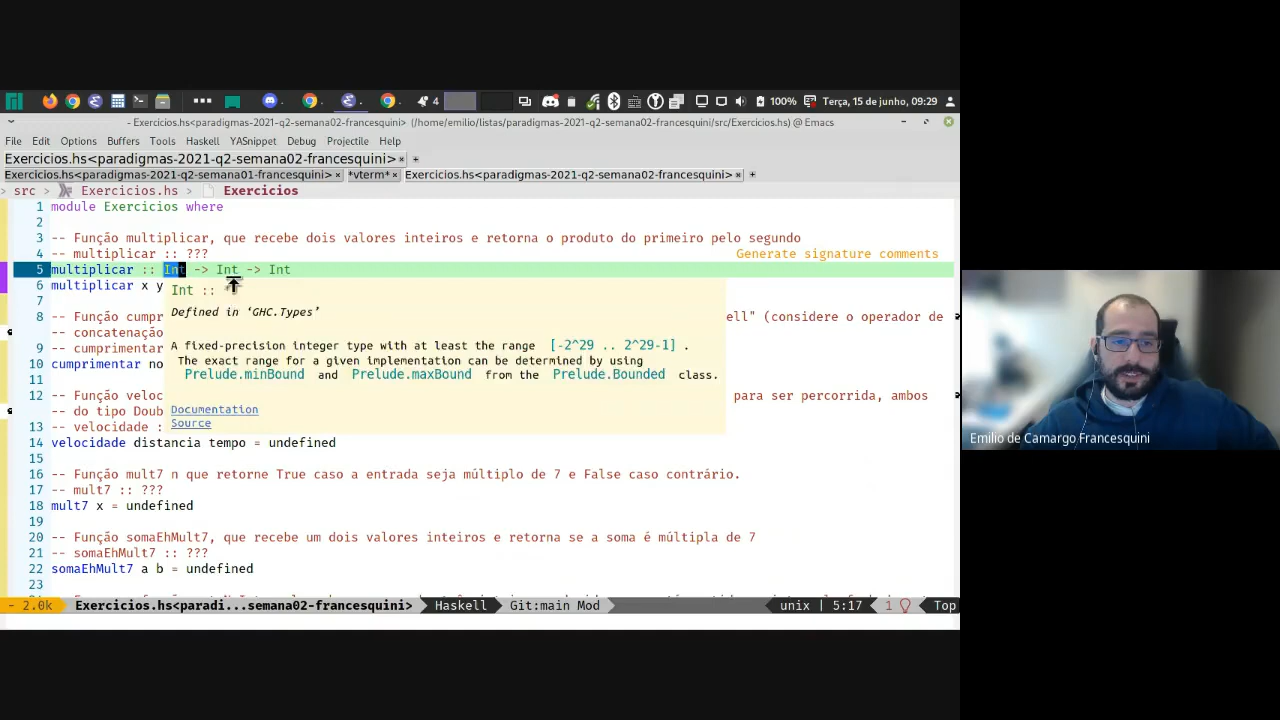 4
100%
Terça, 15 de junho, 09:29
- Exercicios.hs<paradigmas-2021-q2-semana02-francesquini> (/home/emilio/listas/paradigmas-2021-q2-semana02-francesquini/src/Exercicios.hs) @ Emacs
File Edit Options Buffers Tools Haskell YASnippet Debug Projectile Help
Exercicios.hs<paradigmas-2021-q2-semana02-francesquini> × +
Exercicios.hs<paradigmas-2021-q2-semana01-francesquini> × *vterm* × Exercicios.hs<paradigmas-2021-q2-semana02-francesquini> × +
> src > Exercicios.hs > Exercicios
1 module Exercicios where
2
3 -- Função multiplicar, que recebe dois valores inteiros e retorna o produto do primeiro pelo segundo
4 -- multiplicar :: ??? Generate signature comments
5 multiplicar :: Int -> Int -> Int
6 multiplicar x y
Int ::
7
Defined in ‘GHC.Types’
8 -- Função cumpr ell" (considere o operador de
-- concatenação
A fixed-precision integer type with at least the range [-2^29 .. 2^29-1] .
9 -- cumprimentar
The exact range for a given implementation can be determined by using
10 cumprimentar no
Prelude.minBound and Prelude.maxBound from the Prelude.Bounded class.
11
12 -- Função veloc para ser percorrida, ambos
-- do tipo Doub
Documentation
13 -- velocidade :
Source
14 velocidade distancia tempo = undefined
15
16 -- Função mult7 n que retorne True caso a entrada seja múltiplo de 7 e False caso contrário.
17 -- mult7 :: ???
18 mult7 x = undefined
19
20 -- Função somaEhMult7, que recebe um dois valores inteiros e retorna se a soma é múltipla de 7
21 -- somaEhMult7 :: ???
22 somaEhMult7 a b = undefined
23
- 2.0k Exercicios.hs<paradi...semana02-francesquini> Haskell Git:main Mod unix | 5:17 1 Top
Emilio de Camargo Francesquini